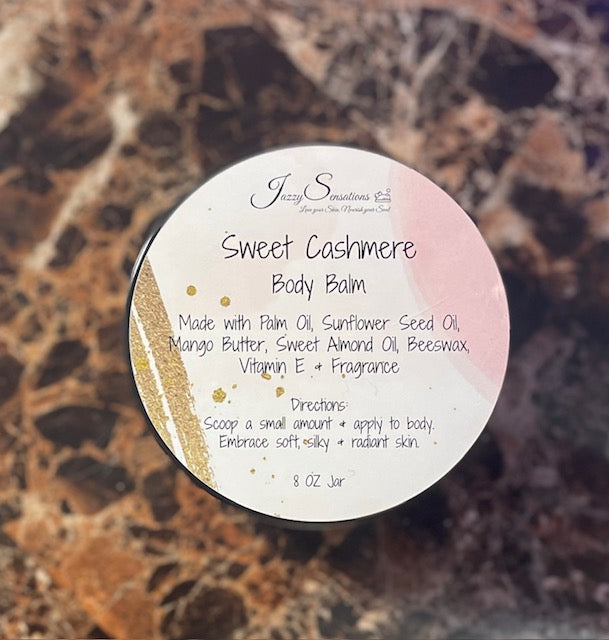 Jazzy Sensations
Love your Skin, Nourish your Soul
Sweet Cashmere
Body Balm
Made with Palm Oil, Sunflower Seed Oil,
Mango Butter, Sweet Almond Oil, Beeswax,
Vitamin E + Fragrance
Directions:
Scoop a small amount + apply to body.
Embrace soft, silky + radiant skin.
8 OZ Jar